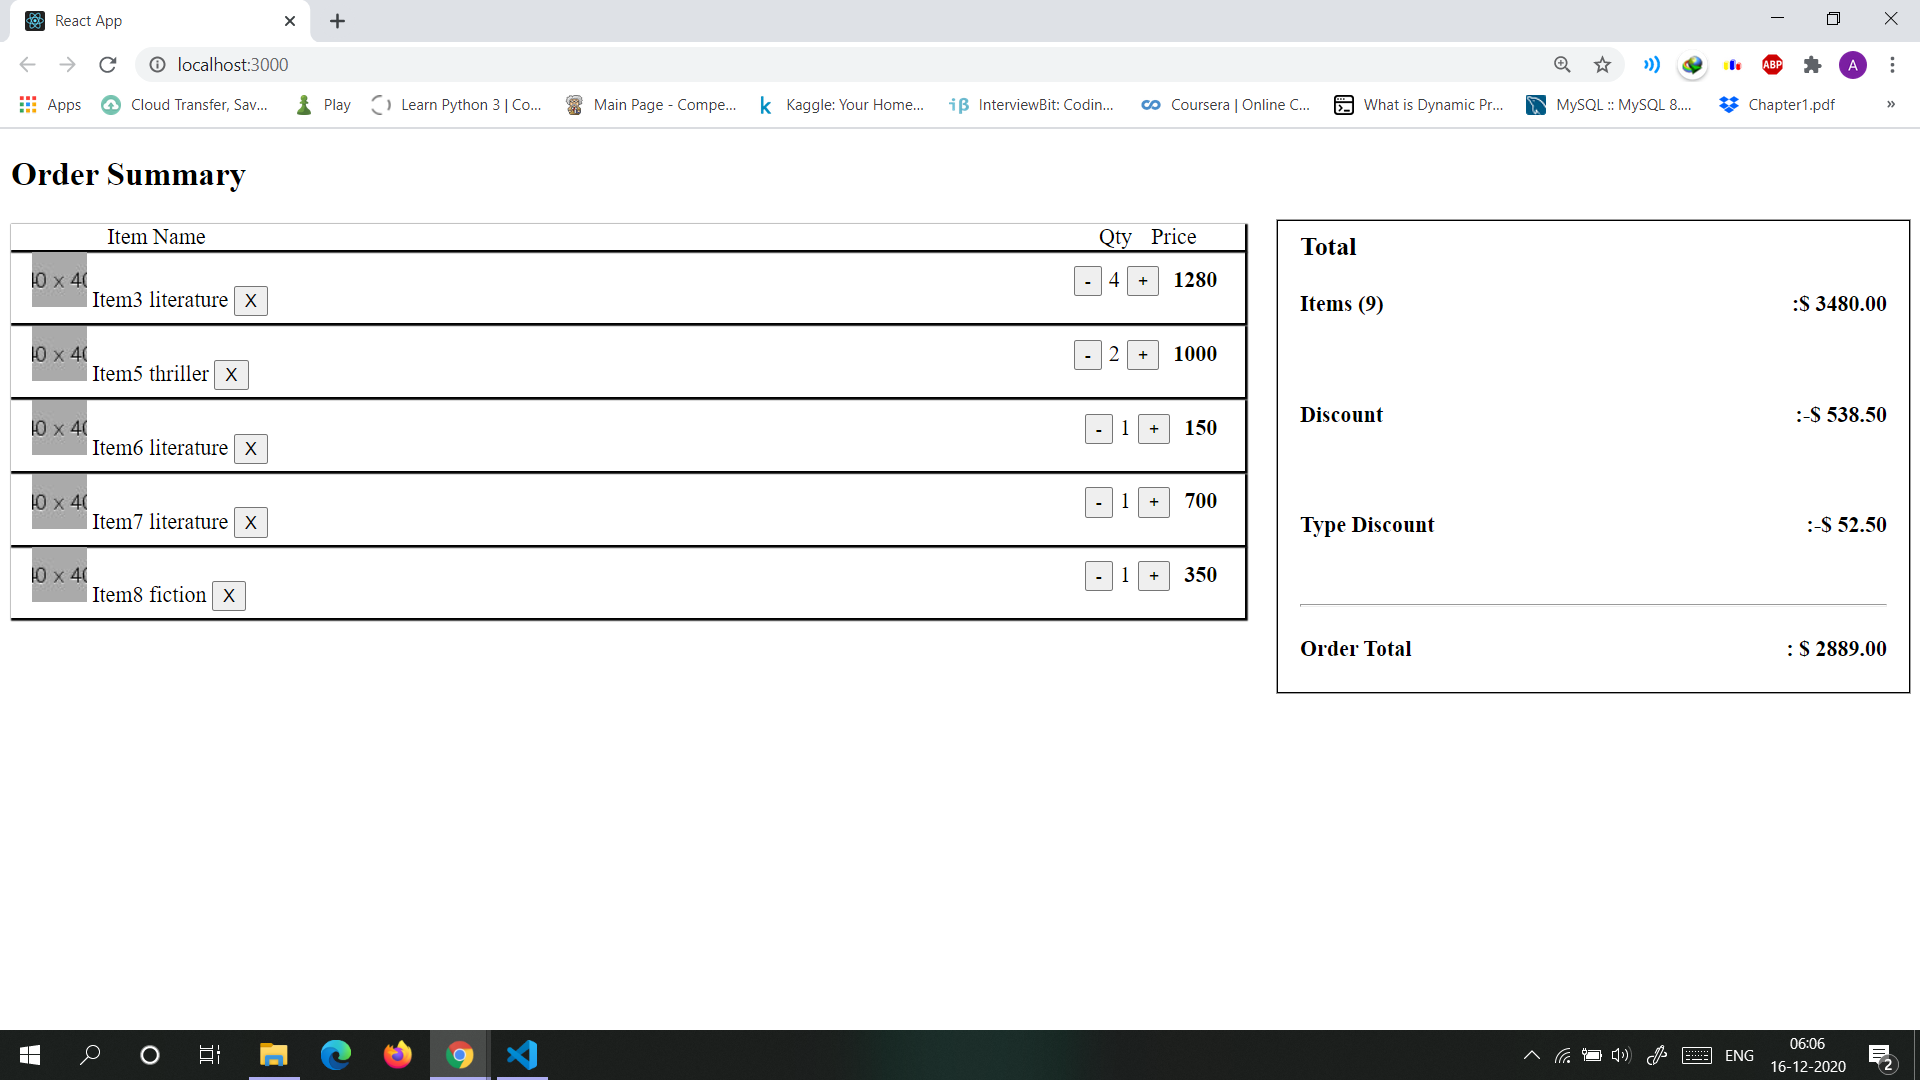 React App
localhost:3000
ABP
A
Apps
Cloud Transfer, Sav...
Play
Learn Python 3 | Co...
Main Page - Compe...
k
Kaggle: Your Home...
iβ
InterviewBit: Codin...
Coursera | Online C...
What is Dynamic Pr...
MySQL :: MySQL 8....
Chapter1.pdf
»
Order Summary
Item Name Qty Price
40 x 40 Item3 literature X - 4 + 1280
40 x 40 Item5 thriller X - 2 + 1000
40 x 40 Item6 literature X - 1 + 150
40 x 40 Item7 literature X - 1 + 700
40 x 40 Item8 fiction X - 1 + 350
Total
Items (9) :$ 3480.00
Discount :-$ 538.50
Type Discount :-$ 52.50
Order Total : $ 2889.00
ENG
06:06
16-12-2020
2